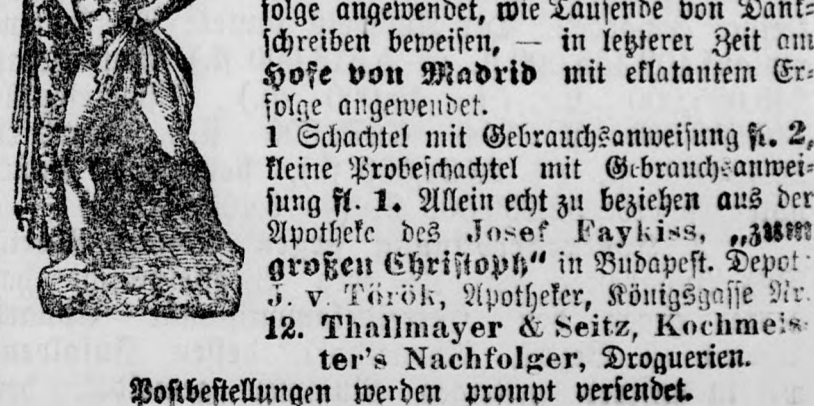 folge angewendet, wie Tausende von Dank-
schreiben beweisen, — in letzterer Zeit am
Hofe von Madrid mit eklatantem Er-
folge angewendet.
1 Schachtel mit Gebrauchsanweisung fl. 2,
kleine Probeschachtel mit Gebrauchsanwei-
sung fl. 1. Allein echt zu beziehen aus der
Apotheke des Josef Faykiss, „zum
großen Christoph" in Budapest. Depot:
J. v. Török, Apotheker, Königsgasse Nr.
12. Thallmayer & Seitz, Kochmeis-
ter's Nachfolger, Droguerien.
Postbestellungen werden prompt versendet.